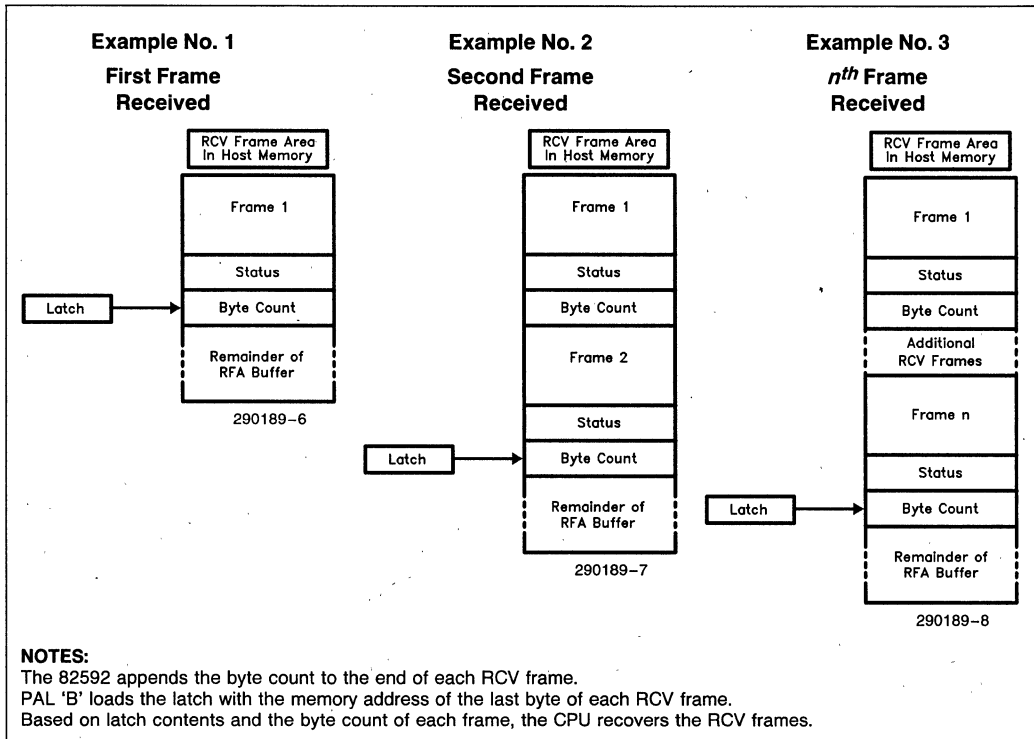 Example No. 1
First Frame
Received
RCV Frame Area
In Host Memory
Frame 1
Status
Latch
Byte Count
Remainder of
RFA Buffer
290189-6
Example No. 2
Second Frame
Received
RCV Frame Area
In Host Memory
Frame 1
Status
Byte Count
Frame 2
Status
Latch
Byte Count
Remainder of
RFA Buffer
290189-7
Example No. 3
nth Frame
Received
RCV Frame Area
In Host Memory
Frame 1
Status
Byte Count
Additional
RCV Frames
Frame n
Status
Latch
Byte Count
Remainder of
RFA Buffer
290189-8
NOTES:
The 82592 appends the byte count to the end of each RCV frame.
PAL 'B' loads the latch with the memory address of the last byte of each RCV frame.
Based on latch contents and the byte count of each frame, the CPU recovers the RCV frames.